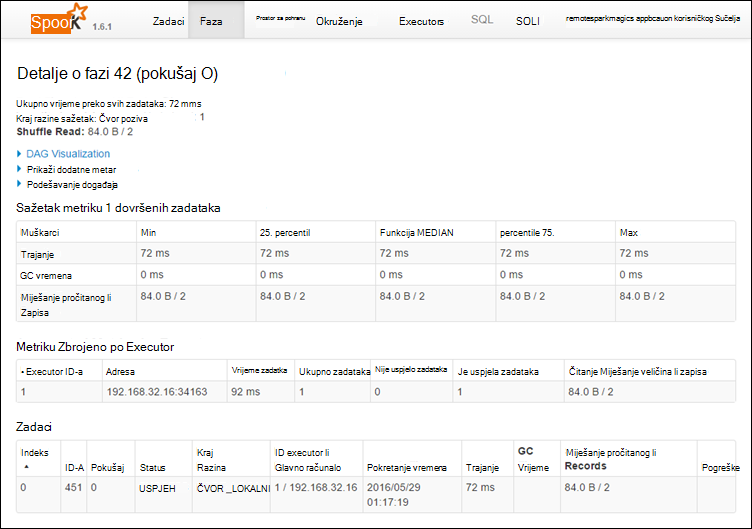 Spook 1.6.1 Zadaci Faza Prostor za pohranu Okruženje Executors SQL SOLI remotesparkmagics appbcauon korisničkog Sučelja
Detalje o fazi 42 (pokušaj O)
Ukupno vrijeme preko svih zadataka: 72 mms
Kraj razine sažetak: Čvor poziva 1
Shuffle Read: 84.0 B / 2
DAG Visualization
Prikaži dodatne metar
Podešavanje događaja
Sažetak metriku 1 dovršenih zadataka
Muškarci Min 25. percentil Funkcija MEDIAN percentile 75. Max
Trajanje 72 ms 72 ms 72 ms 72 ms 72 ms
GC vremena 0 ms 0 ms 0 ms 0 ms 0 ms
Miješanje pročitanog li 84.0 B / 2 84.0 B / 2 84.0 B / 2 84.0 B / 2 84.0 B / 2
Zapisa
Metriku Zbrojeno po Executor
Executor ID-a Adresa Vrijeme zadatka Ukupno zadataka Nije uspjelo zadataka Je uspjela zadataka Čitanje Miješanje veličina li zapisa
1 192.168.32.16:34163 92 ms 1 0 1 84.0 B / 2
Zadaci
Indeks ID-A Pokušaj Status Kraj Razina ID executor li Glavno računalo Pokretanje vremena Trajanje GC Vrijeme Miješanje pročitanog li Records Pogreške
0 451 0 USPJEH ČVOR _LOKALNI 1 / 192.168.32.16 2016/05/29 72 ms 84.0 B / 2
01:17:19